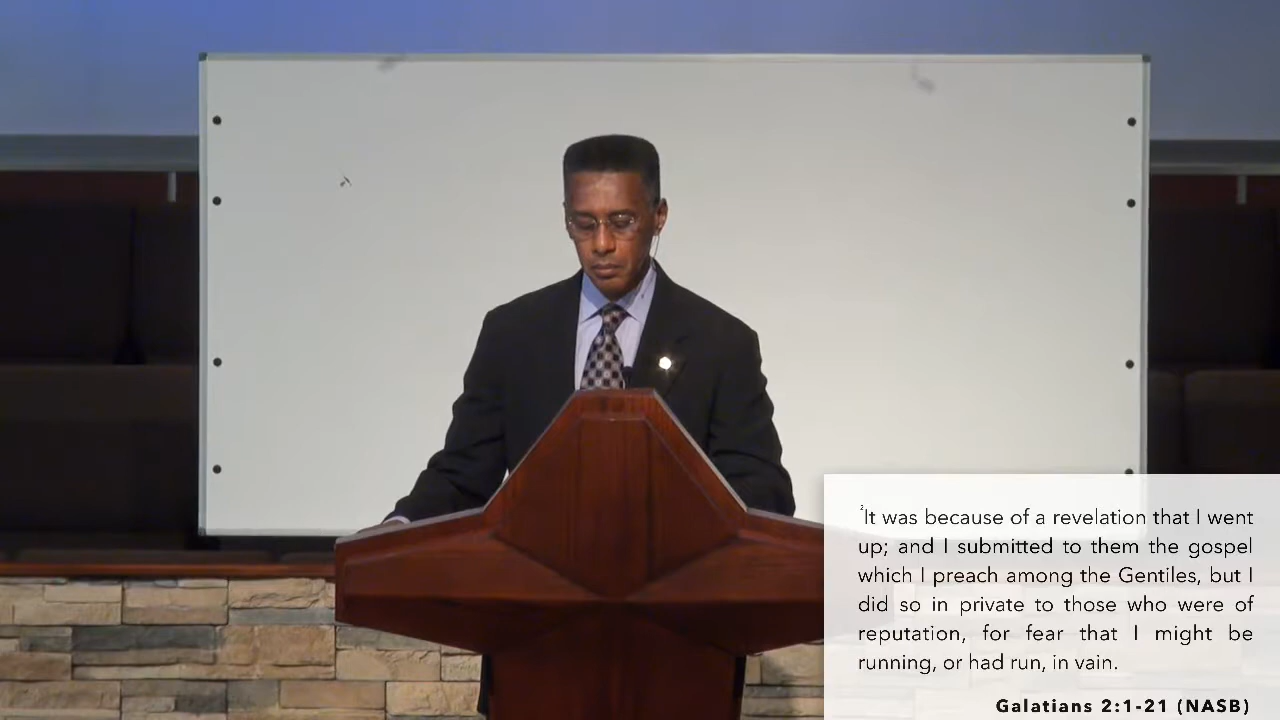 ²It was because of a revelation that I went
up; and I submitted to them the gospel
which I preach among the Gentiles, but I
did so in private to those who were of
reputation, for fear that I might be
running, or had run, in vain.
Galatians 2:1-21 (NASB)